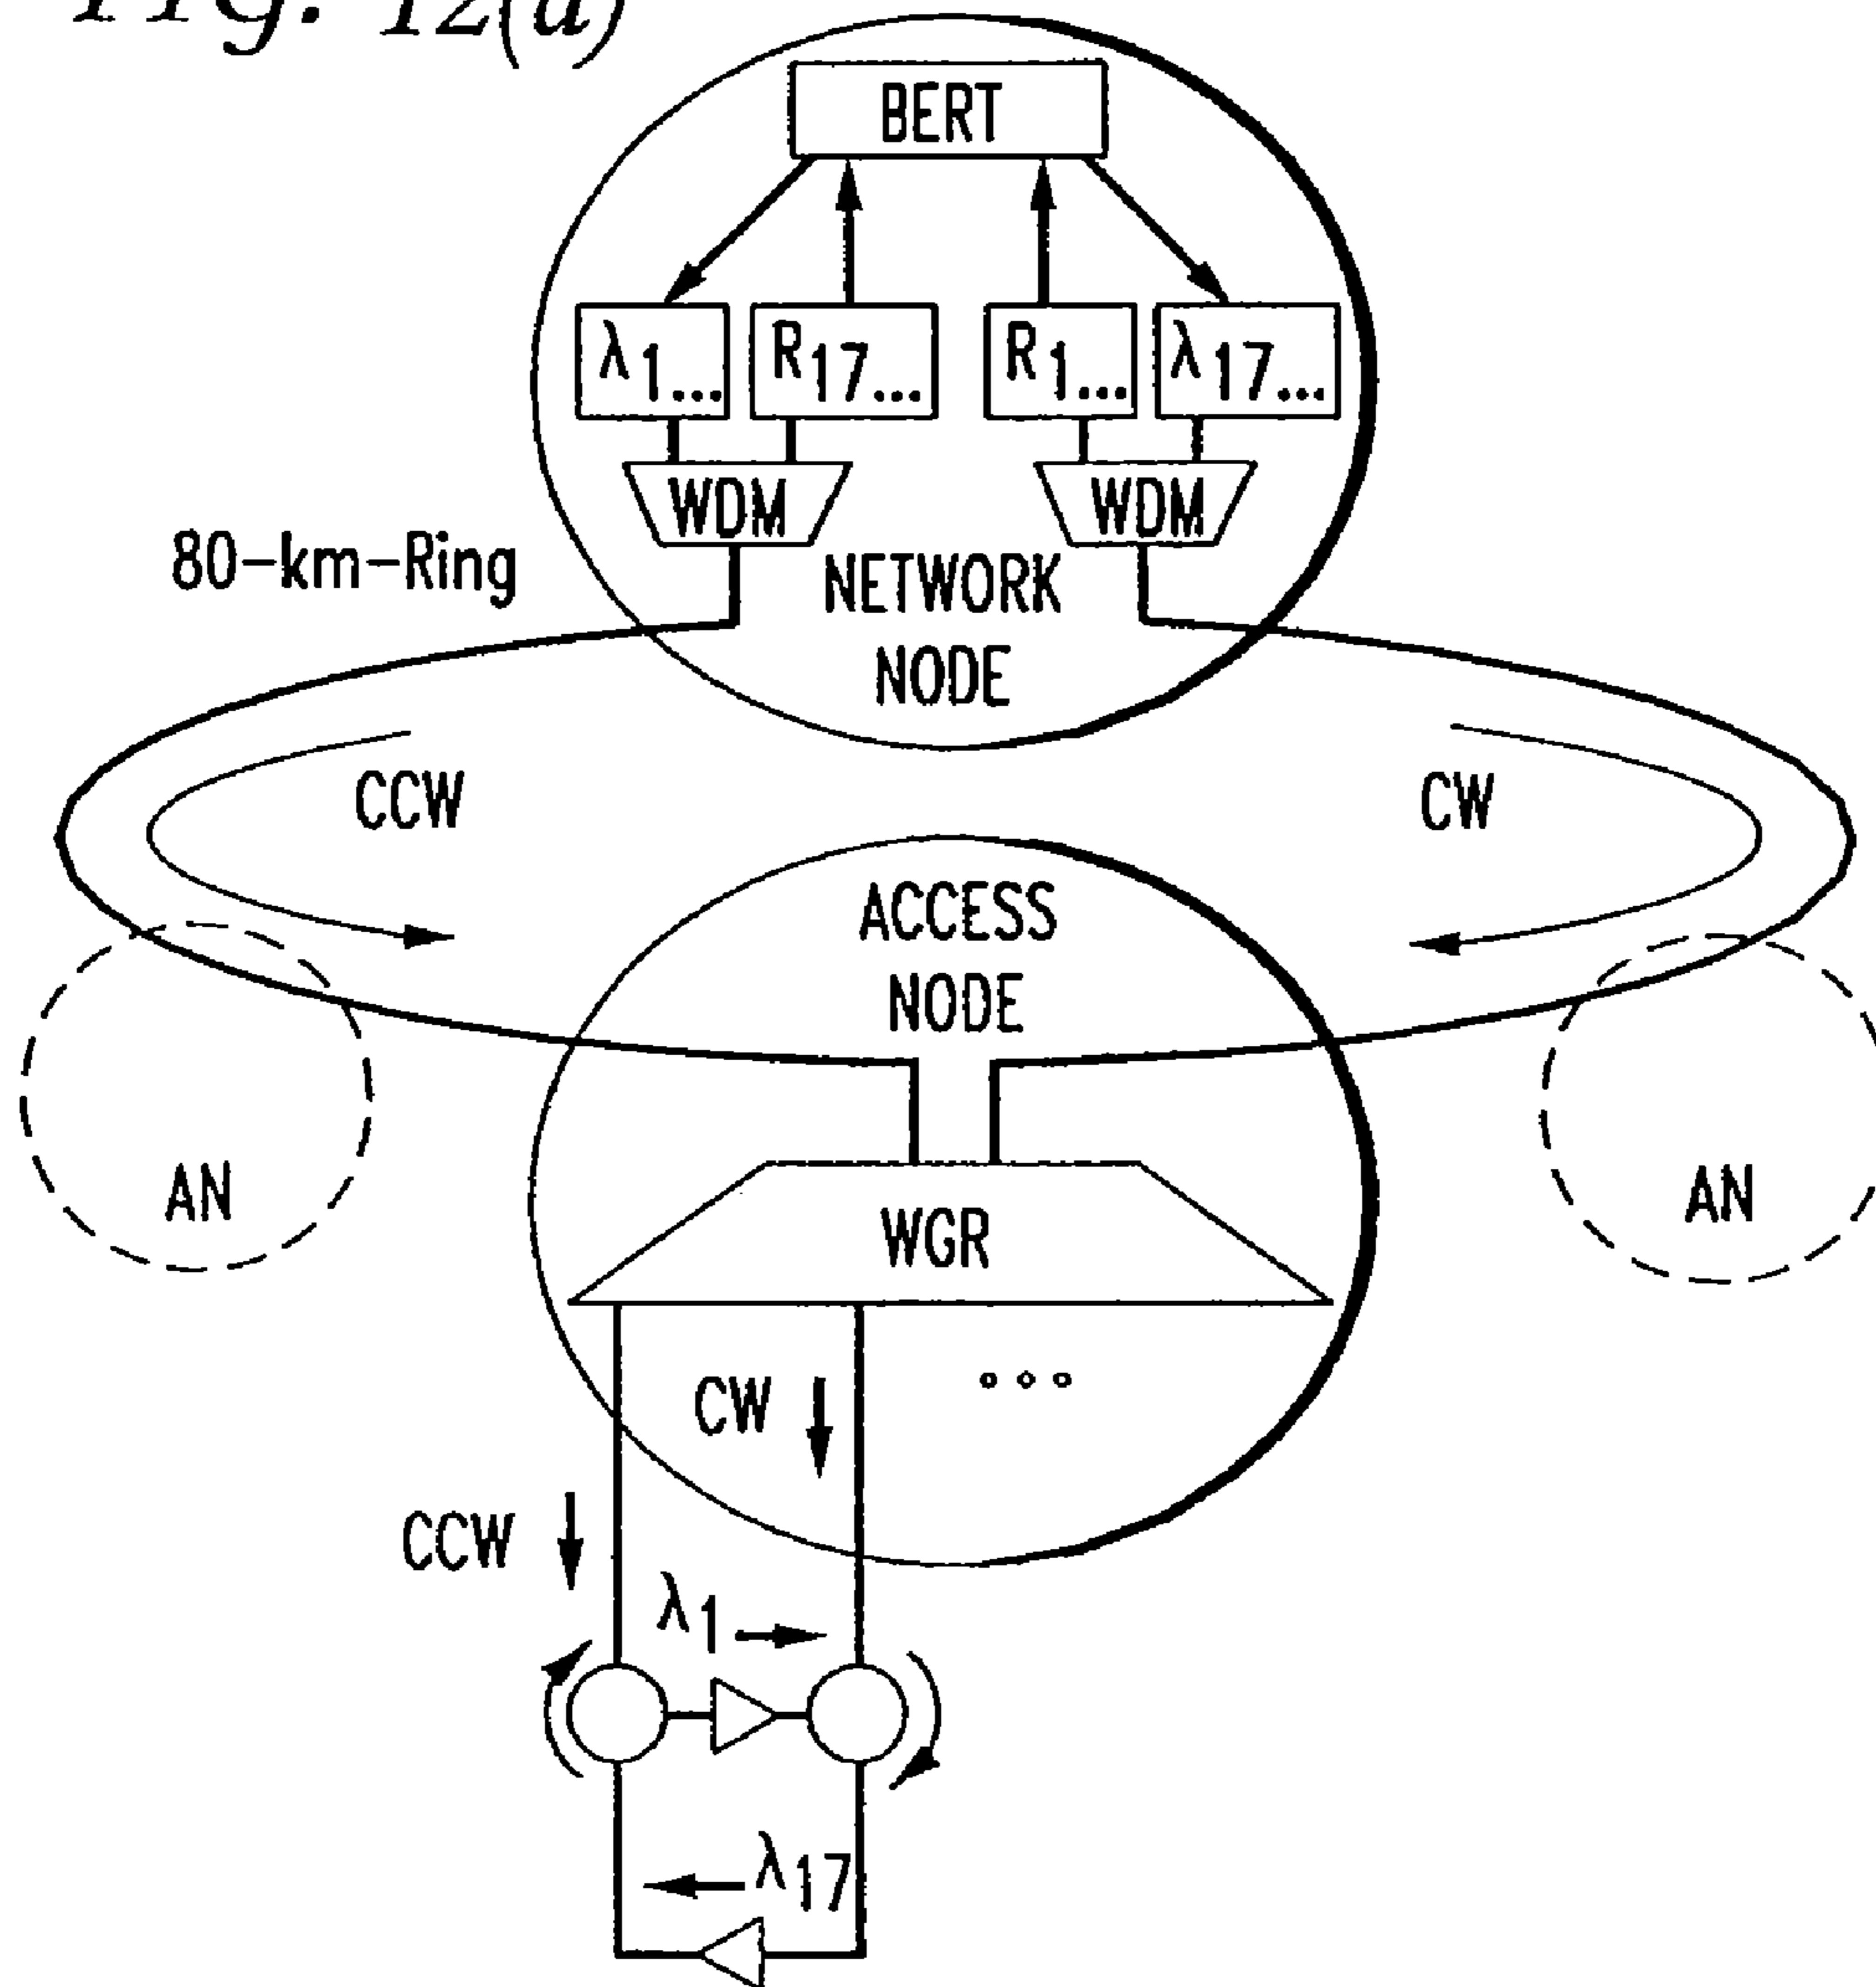 Fig. 12(a)
BERT
λ1... R17... R1... λ17...
WDM WDM
80-km-Ring
NETWORK
NODE
CCW CW
ACCESS
NODE
AN AN
WGR
CW
CCW
λ1
λ17